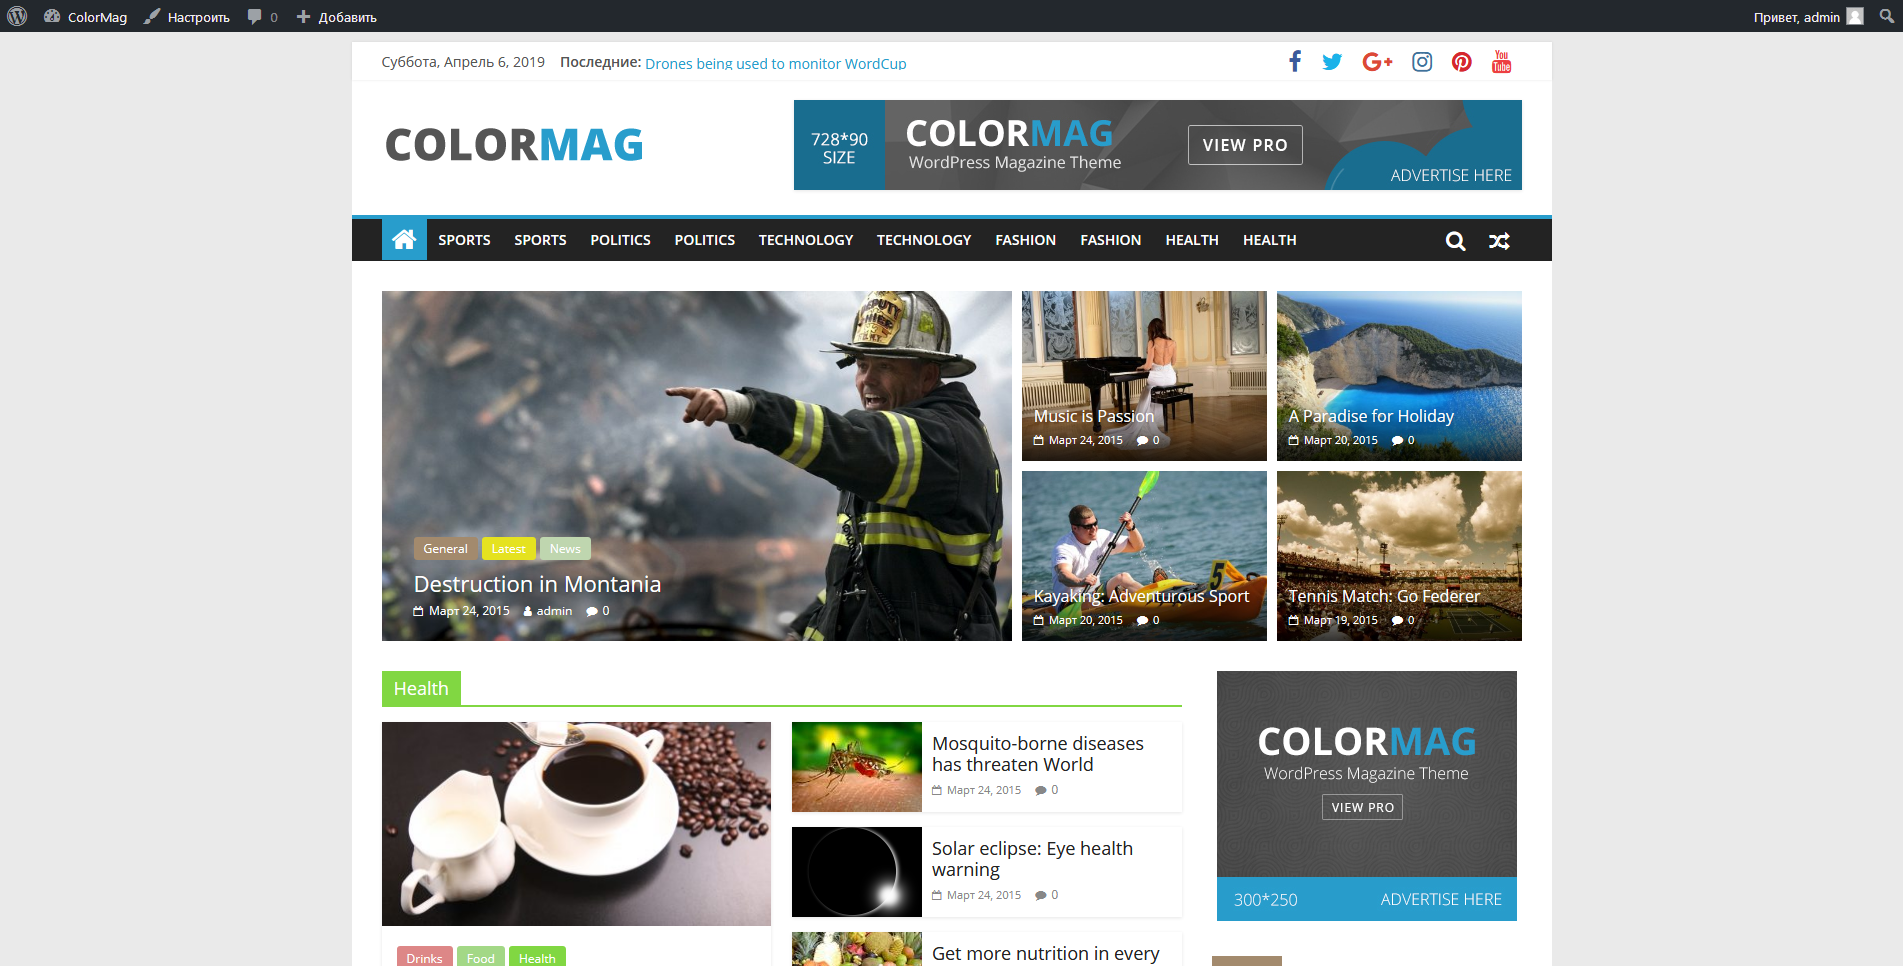 ColorMag Настроить 0 Добавить Привет, admin
Суббота, Апрель 6, 2019 Последние: Drones being used to monitor WordCup
You
Tube
COLORMAG
728*90
SIZE
COLORMAG
WordPress Magazine Theme
VIEW PRO
ADVERTISE HERE
SPORTS SPORTS POLITICS POLITICS TECHNOLOGY TECHNOLOGY FASHION FASHION HEALTH HEALTH
DEPUTY
General Latest News
Destruction in Montania
Март 24, 2015 admin 0
Music is Passion
Март 24, 2015 0
A Paradise for Holiday
Март 20, 2015 0
5
Kayaking: Adventurous Sport
Март 20, 2015 0
Tennis Match: Go Federer
Март 19, 2015 0
Health
Drinks Food Health
Mosquito-borne diseases
has threaten World
Март 24, 2015 0
Solar eclipse: Eye health
warning
Март 24, 2015 0
Get more nutrition in every
COLORMAG
WordPress Magazine Theme
VIEW PRO
300*250 ADVERTISE HERE